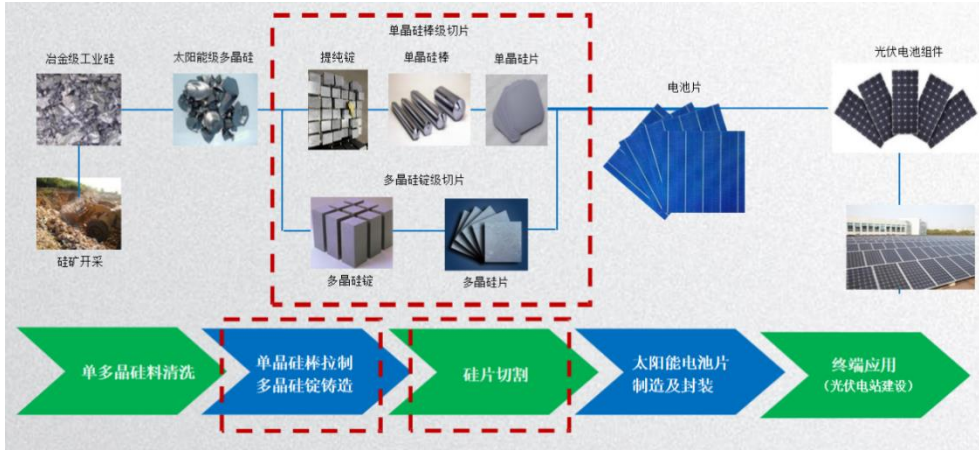 单晶硅棒级切片
冶金级工业硅
太阳能级多晶硅
提纯锭
单晶硅棒
单晶硅片
电池片
光伏电池组件
多晶硅锭级切片
硅矿开采
多晶硅锭
多晶硅片
单多晶硅料清洗
单晶硅棒拉制
多晶硅锭铸造
硅片切割
太阳能电池片
制造及封装
终端应用
（光伏电站建设）